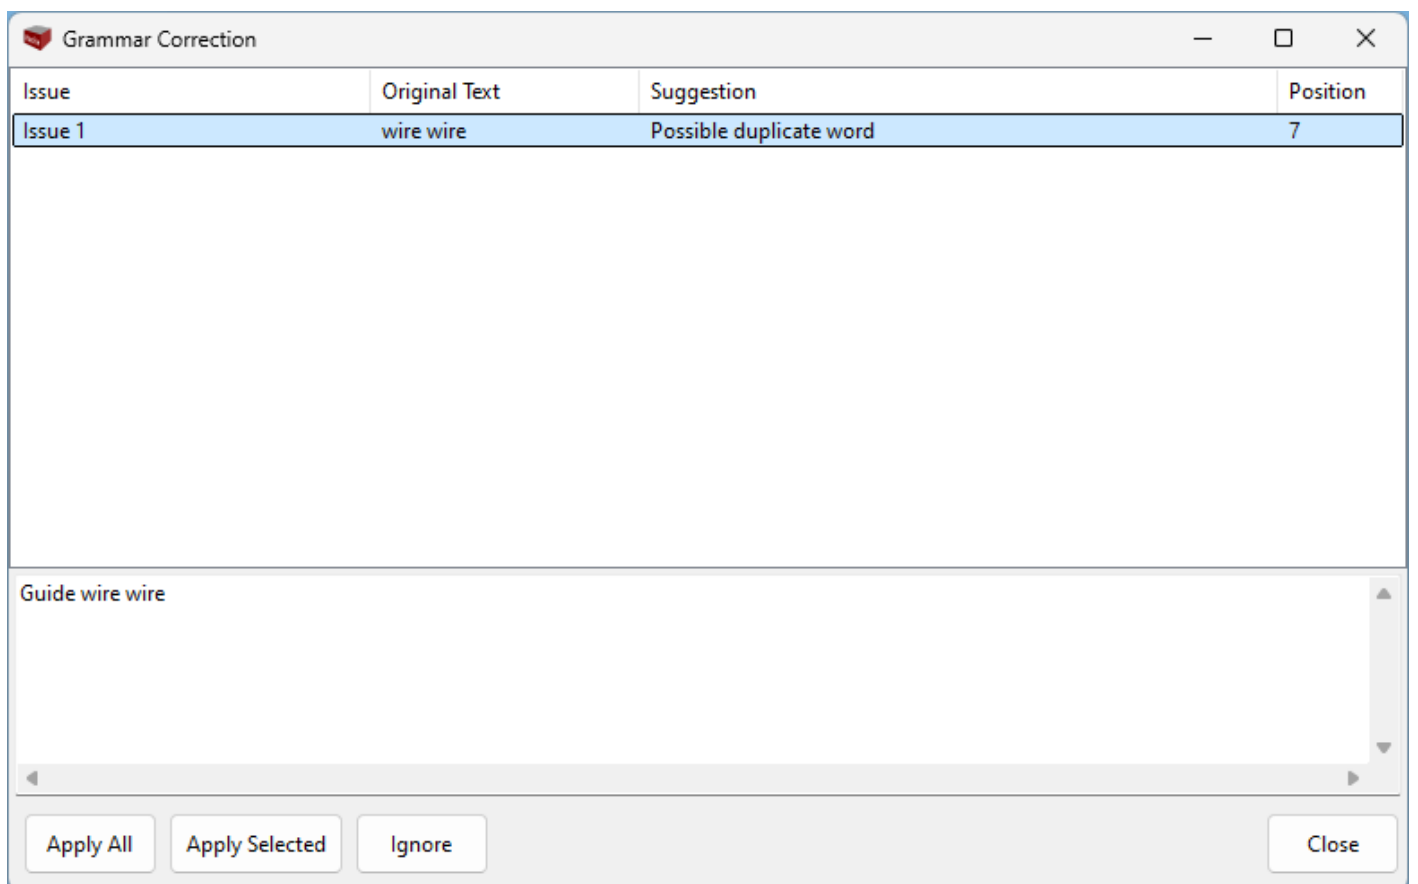 Grammar Correction
Issue Original Text Suggestion Position
Issue 1 wire wire Possible duplicate word 7
Guide wire wire
Apply All Apply Selected Ignore Close